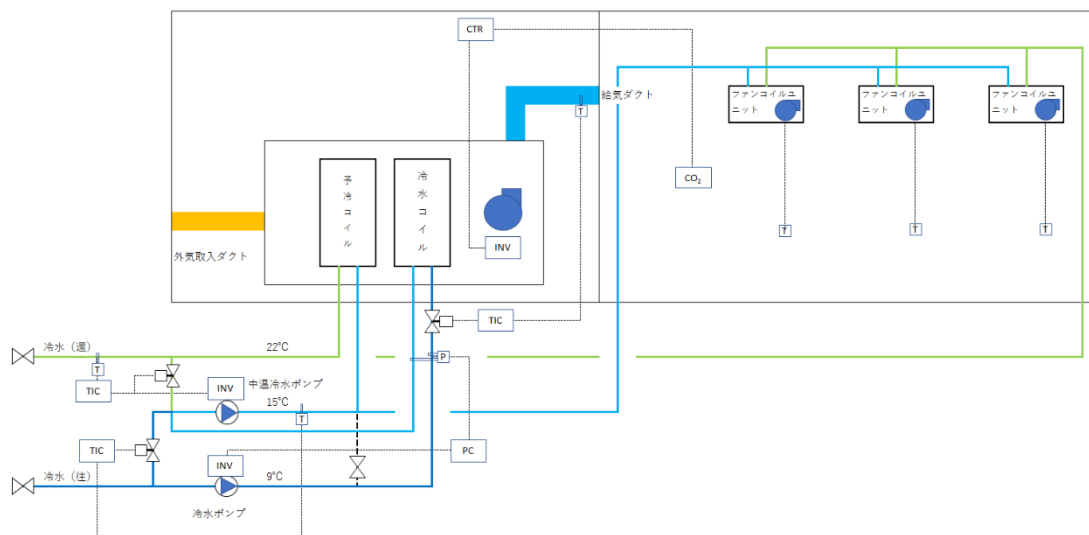 CTR
ファンコイルユ
ニット
ファンコイルユ
ニット
ファンコイルユ
ニット
給気ダクト
T
予冷コイル
冷水コイル
CO₂
INV
外気取入ダクト
T
T
T
TIC
冷水（還）
22°C
P
T
TIC
INV
中温冷水ポンプ
15°C
T
TIC
PC
INV
冷水（往）
9°C
冷水ポンプ